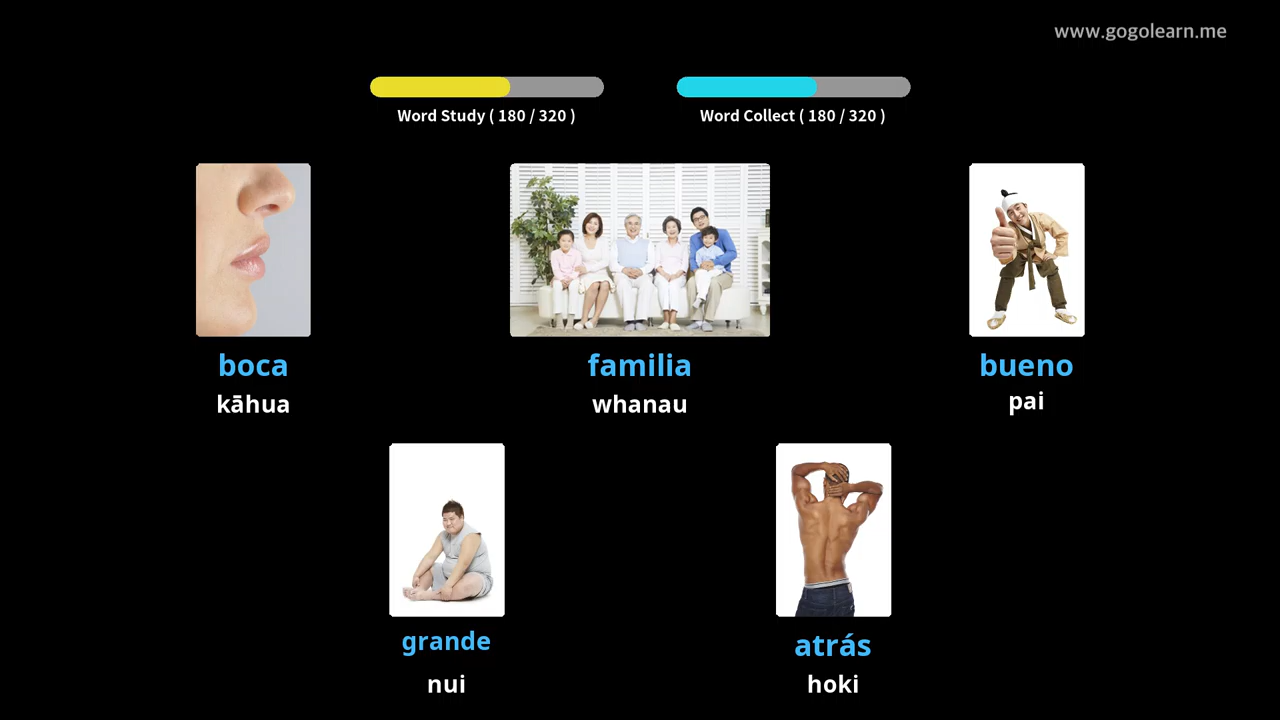 www.gogolearn.me
Word Study ( 180 / 320 )
Word Collect ( 180 / 320 )
boca
kāhua
familia
whanau
bueno
pai
grande
nui
atrás
hoki